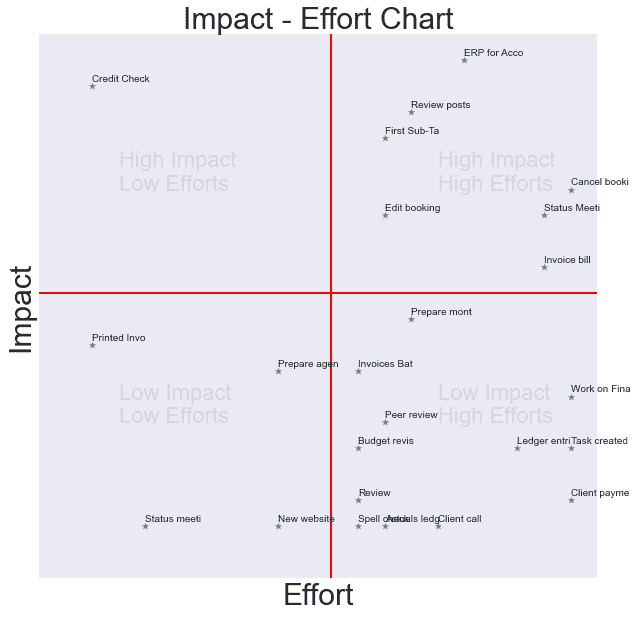 Impact - Effort Chart
ERP for Acco
Credit Check
Review posts
First Sub-Ta
High Impact
Low Efforts
High Impact
High Efforts
Cancel booki
Edit booking
Status Meeti
Invoice bill
Impact
Prepare mont
Printed Invo
Prepare agen
Invoices Bat
Low Impact
Low Efforts
Low Impact
High Efforts
Work on Fina
Peer review
Budget revis
Ledger entri
Task created
Review
Client payme
Status meeti
New website
Spell check
ledg
Client call
Effort